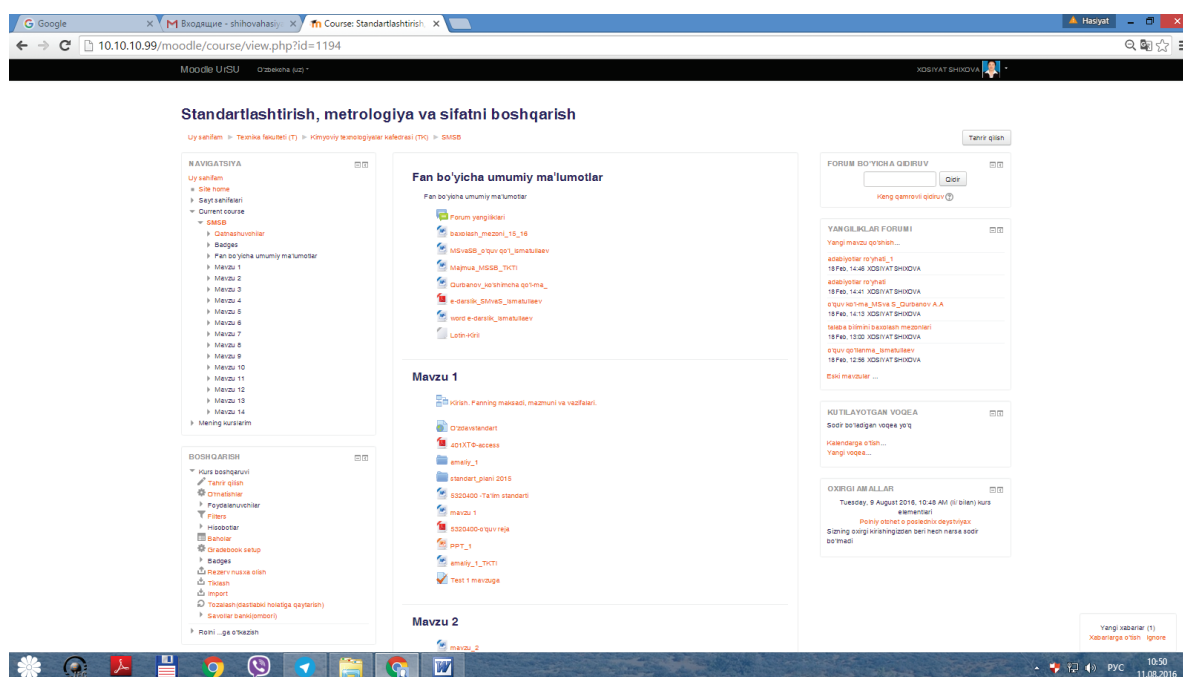 Google
Входящие - shihovahasiy
Course: Standartlashtirish,
Hasiyat
10.10.10.99/moodle/course/view.php?id=1194
Moodle UrSU
O'zbekcha (uz)
XOSIYAT SHIXOVA
Standartlashtirish, metrologiya va sifatni boshqarish
Uy sahifam ► Texnika fakulteti (T) ► Kimyoviy texnologiyalar kafedrasi (TK) ► SMSB
Tahrir qilish
NAVIGATSIYA
Uy sahifam
Site home
Sayt sahifalari
Current course
SMSB
Qatnashuvchilar
Badges
Fan bo'yicha umumiy ma'lumotlar
Mavzu 1
Mavzu 2
Mavzu 3
Mavzu 4
Mavzu 5
Mavzu 6
Mavzu 7
Mavzu 8
Mavzu 9
Mavzu 10
Mavzu 11
Mavzu 12
Mavzu 13
Mavzu 14
Mening kurslarim
BOSHQARISH
Kurs boshqaruvi
Tahrir qilish
O'rnatishlar
Foydalanuvchilar
Filters
Hisobotlar
Baholar
Gradebook setup
Badges
Rezerv nusxa olish
Tiklash
Import
Tozalash(dastlabki holatiga qaytarish)
Savollar banki(ombori)
Rolni ...ga o'tkazish
Fan bo'yicha umumiy ma'lumotlar
Fan bo'yicha umumiy ma'lumotlar
Forum yangiliklari
baxolash_mezoni_15_16
MSvaSB_o'quv qo'l_ismatullaev
Majmua_MSSB_TKTI
Qurbanov_ko'shimcha qo'l-ma_
e-darslik_SMvaS_Ismatullaev
word e-darslik_ismatullaev
Lotin-Kiril
Mavzu 1
Kirish. Fanning maksadi, mazmuni va vazifalari.
O'zdavstandart
401XTФ-access
amaliy_1
standart_plani 2015
5320400 -Ta'lim standarti
mavzu 1
5320400-o'quv reja
PPT_1
amaliy_1_TKTI
Test 1 mavzuga
Mavzu 2
mavzu_2
FORUM BO'YICHA QIDIRUV
Qidir
Keng qamrovli qidiruv
YANGILIKLAR FORUMI
Yangi mavzu qo'shish...
adabiyotlar ro'yhati_1
18 Feb, 14:46 XOSIYAT SHIXOVA
adabiyotlar ro'yhati
18 Feb, 14:41 XOSIYAT SHIXOVA
o'quv ko'l-me_MSva S_Qurbanov A.A
18 Feb, 14:13 XOSIYAT SHIXOVA
talaba bilimini baxolash mezonlari
18 Feb, 13:00 XOSIYAT SHIXOVA
o'quv qo'llanma_ismatullaev
18 Feb, 12:56 XOSIYAT SHIXOVA
Eski mavzular ...
KUTILAYOTGAN VOQEA
Sodir bo'ladigan voqea yo'q
Kalendarga o'tish...
Yangi voqea...
OXIRGI AMALLAR
Tuesday, 9 August 2016, 10:48 AM (il/ bilan) kurs
elementlari
Polniy otchet o poslednix deystviyax
Sizning oxirgi kirishingizdan beri hech narsa sodir
bo'lmadi
Yangi xabarlar (1)
Xabarlarga o'tish Ignore
РУС
10:50
11.08.2016